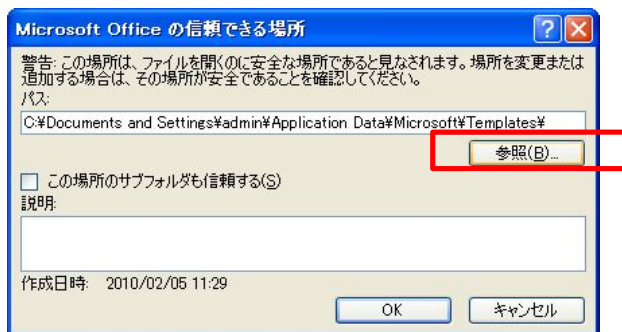 Microsoft Office の信頼できる場所
警告: この場所は、ファイルを開くのに安全な場所であると見なされます。場所を変更または
追加する場合は、その場所が安全であることを確認してください。
パス:
C:¥Documents and Settings¥admin¥Application Data¥Microsoft¥Templates¥
参照(B)...
この場所のサブフォルダも信頼する(S)
説明:
作成日時: 2010/02/05 11:29
OK キャンセル